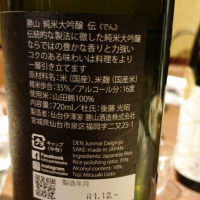 勝山 純米大吟醸 伝《でん》
伝統的な製法に徹した純米大吟醸
ならではの豊かな香りと力強い
コクのある味わいは料理をより
一層引き立てます
原料:米(国産)、米麹(国産米)
精米歩合:35%/アルコール分:16度
使用米:山田錦100%
720ml/杜氏:後藤 光昭
製造者:仙台伊澤家 勝山酒造株式会社
宮城県仙台市泉区福岡字二又25-1
キャップ
(中栓)
Facebook
Instagram
DEN Junmai Daiginjo
SAKE: made in JAPAN
Ingredients: Japanese Rice
Rice polishing 35%
Alcohol content: 16%
Toji: Mitsuaki Goto
製造年月
R1.12.-